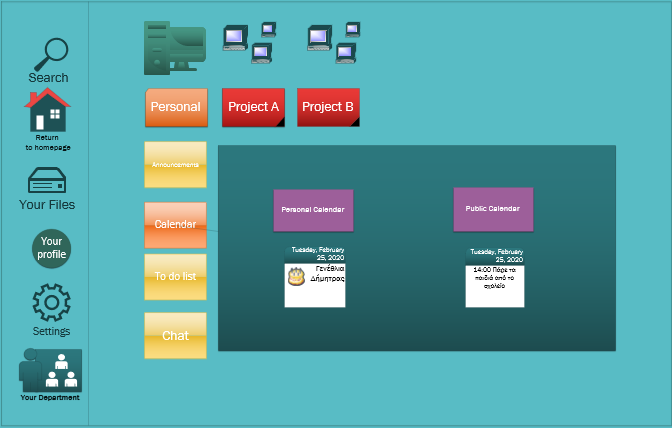 Search
Return
to homepage
Your Files
Your
profile
Settings
Your Department
Personal
Project A
Project B
Announcements
Calendar
To do list
Chat
Personal Calendar
Tuesday, February
25, 2020
Γενέθλια
Δήμητρας
Public Calendar
Tuesday, February
25, 2020
14:00 Πάρε τα
παιδιά από το
σχολείο